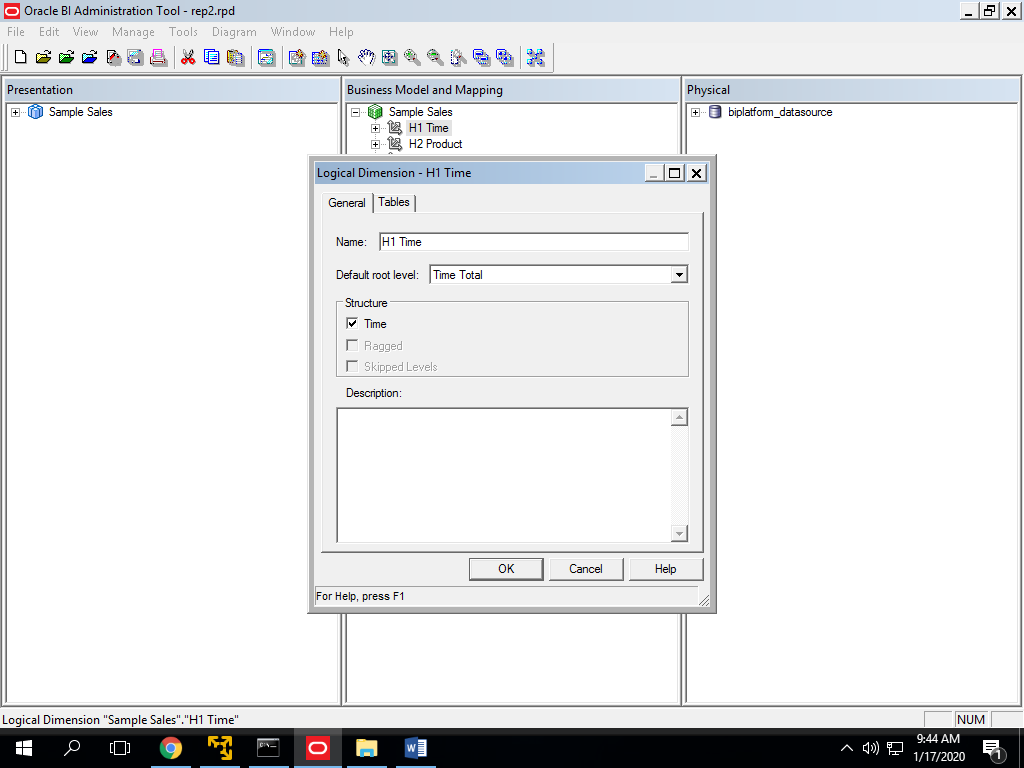 Oracle BI Administration Tool - rep2.rpd
File Edit View Manage Tools Diagram Window Help
Presentation
Sample Sales
Business Model and Mapping
Sample Sales
H1 Time
H2 Product
Physical
biplatform_datasource
Logical Dimension - H1 Time
General Tables
Name: H1 Time
Default root level: Time Total
Structure
Time
Ragged
Skipped Levels
Description:
OK Cancel Help
For Help, press F1
Logical Dimension "Sample Sales"."H1 Time"
NUM
9:44 AM
1/17/2020
1